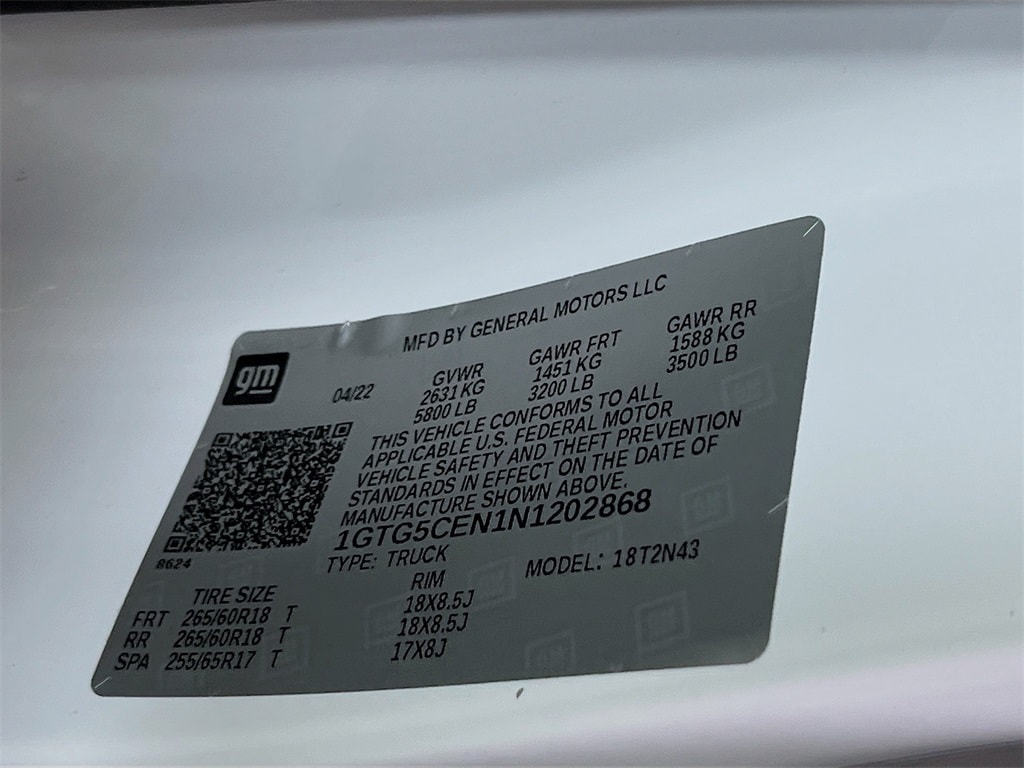 MFD BY GENERAL MOTORS LLC
gm
04/22
GVWR GAWR FRT GAWR RR
2631 KG 1451 KG 1588 KG
5800 LB 3200 LB 3500 LB
THIS VEHICLE CONFORMS TO ALL
APPLICABLE U.S. FEDERAL MOTOR
VEHICLE SAFETY AND THEFT PREVENTION
STANDARDS IN EFFECT ON THE DATE OF
MANUFACTURE SHOWN ABOVE.
1GTG5CEN1N1202868
8624
TYPE: TRUCK MODEL: 18T2N43
TIRE SIZE RIM
FRT 265/60R18 T 18X8.5J
RR 265/60R18 T 18X8.5J
SPA 255/65R17 T 17X8J